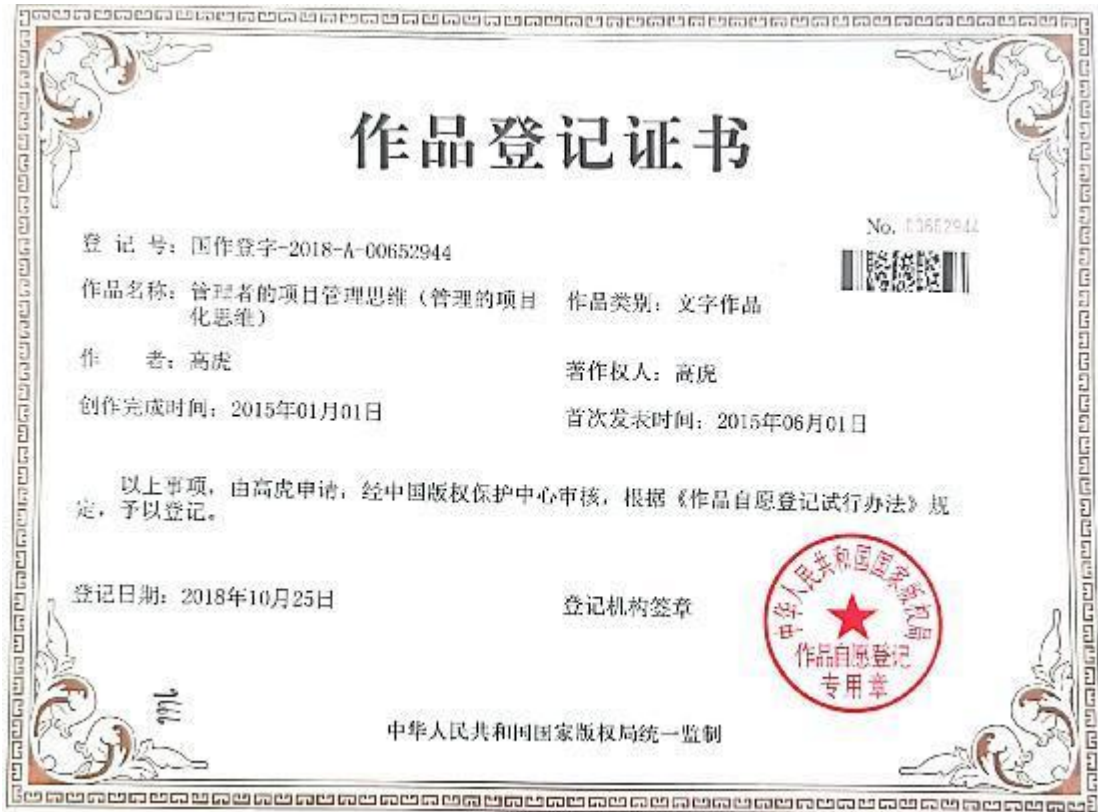 作品登记证书
No. 00652944
登 记 号：国作登字-2018-A-00652944
作品名称：管理者的项目管理思维（管理的项目化思维）
作品类别：文字作品
作 者：高虎
著作权人：高虎
创作完成时间：2015年01月01日
首次发表时间：2015年06月01日
以上事项，由高虎申请，经中国版权保护中心审核，根据《作品自愿登记试行办法》规
定，予以登记。
登记日期：2018年10月25日
登记机构签章
中华人民共和国国家版权局
作品自愿登记
专用章
中华人民共和国国家版权局统一监制